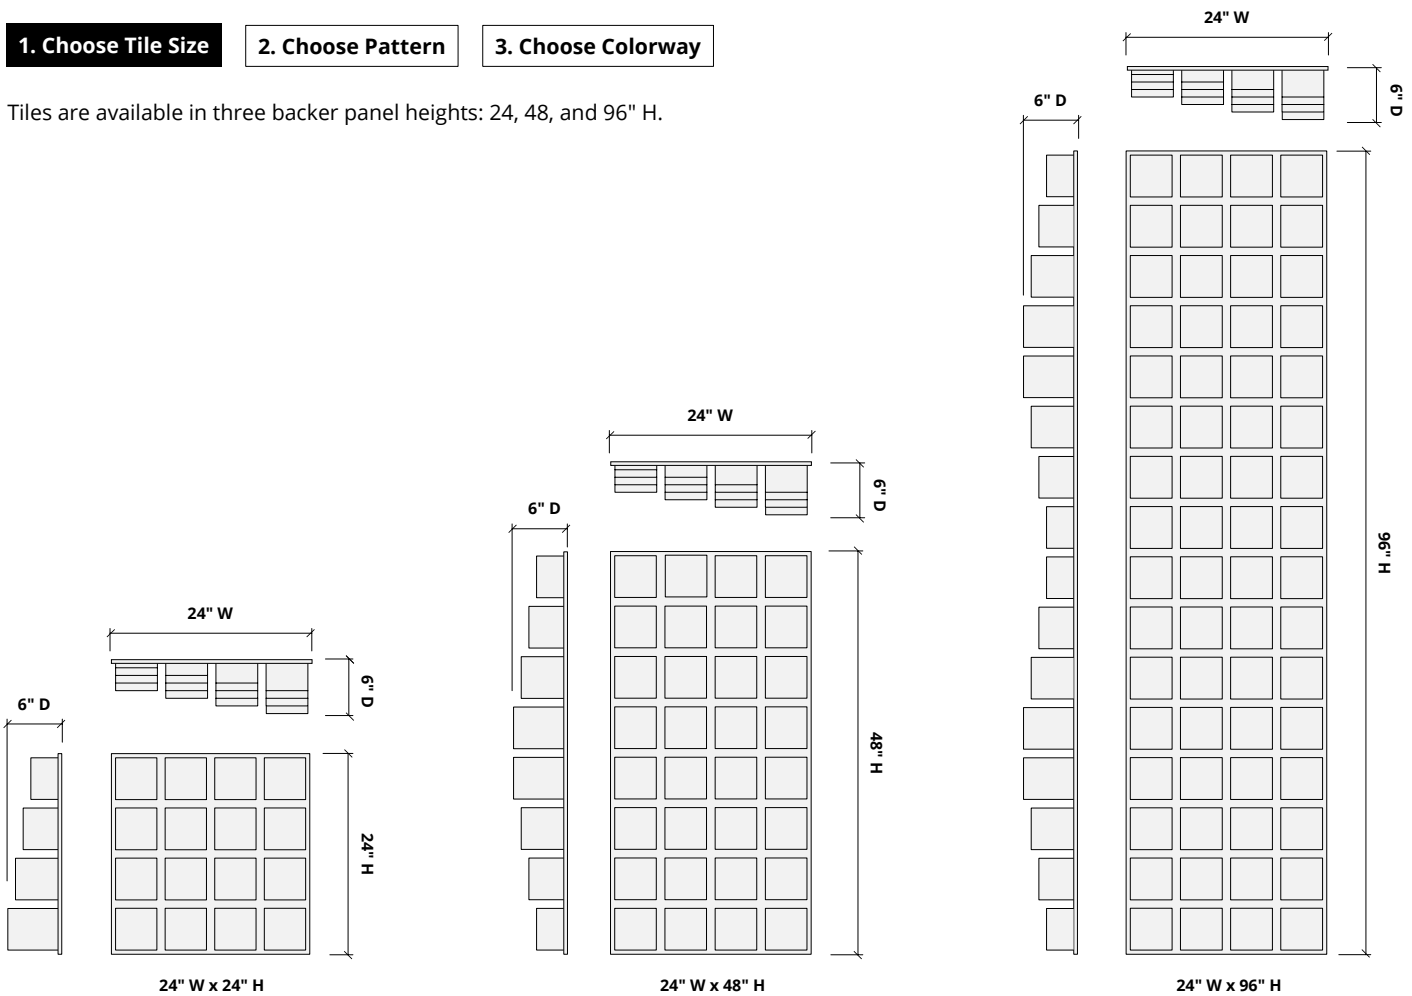 1. Choose Tile Size
2. Choose Pattern
3. Choose Colorway
Tiles are available in three backer panel heights: 24, 48, and 96" H.
24" W
6" D
6" D
24" H
24" W x 24" H
24" W
6" D
6" D
48" H
24" W x 48" H
24" W
6" D
6" D
96" H
24" W x 96" H